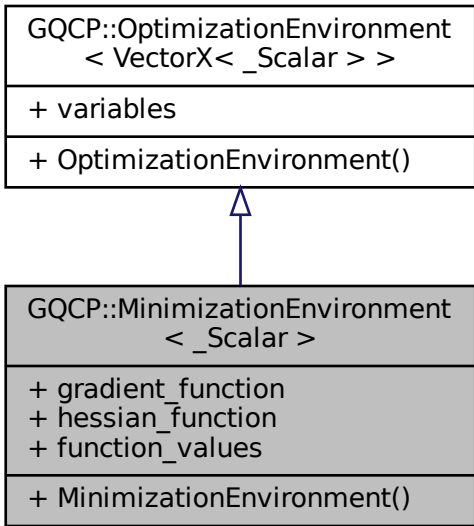 GQCP::OptimizationEnvironment
< VectorX< _Scalar > >
+ variables
+ OptimizationEnvironment()
GQCP::MinimizationEnvironment
< _Scalar >
+ gradient_function
+ hessian_function
+ function_values
+ MinimizationEnvironment()